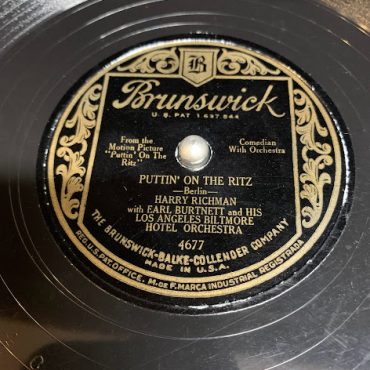 B
Brunswick
U.S. PAT 1 697 844
From the
Motion Picture
"Puttin' On The
Ritz"
Comedian
With Orchestra
PUTTIN' ON THE RITZ
—Berlin—
HARRY RICHMAN
with EARL BURTNETT and HIS
LOS ANGELES BILTMORE
HOTEL ORCHESTRA
4677
THE BRUNSWICK-BALKE-COLLENDER COMPANY
MADE IN U.S.A.
REG. U.S. PAT. OFFICE. M. DE F. MARCA INDUSTRIAL REGISTRADA